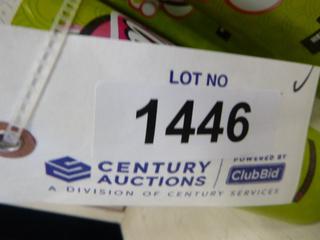 LOT NO
1446
CENTURY AUCTIONS
POWERED BY
ClubBid
A DIVISION OF CENTURY SERVICES